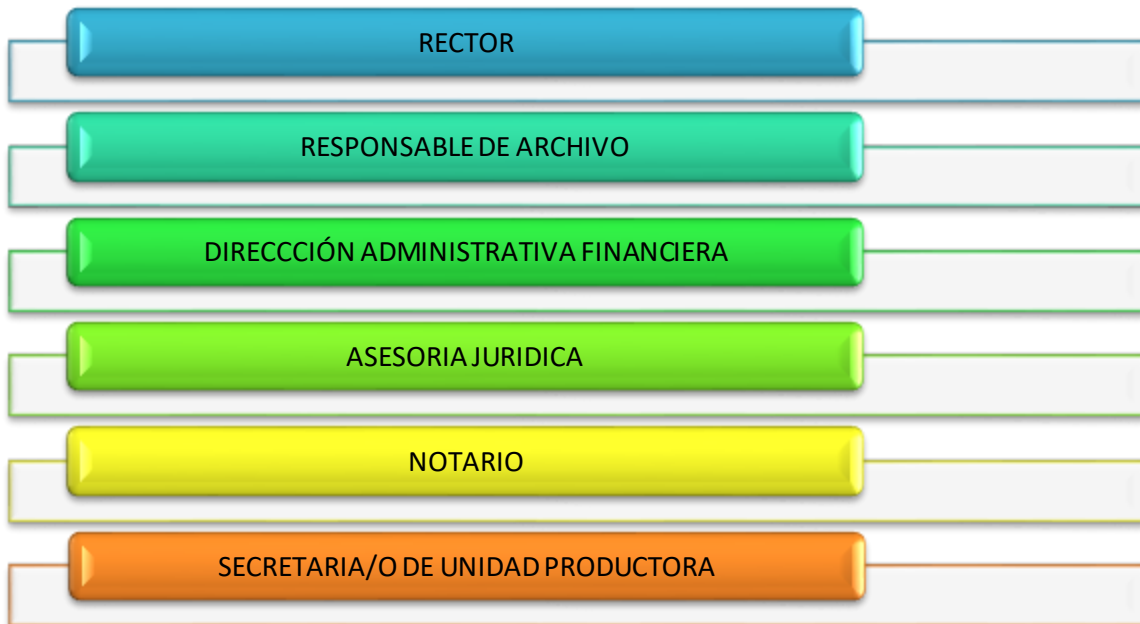 RECTOR
RESPONSABLE DE ARCHIVO
DIRECCCIÓN ADMINISTRATIVA FINANCIERA
ASESORIA JURIDICA
NOTARIO
SECRETARIA/O DE UNIDAD PRODUCTORA